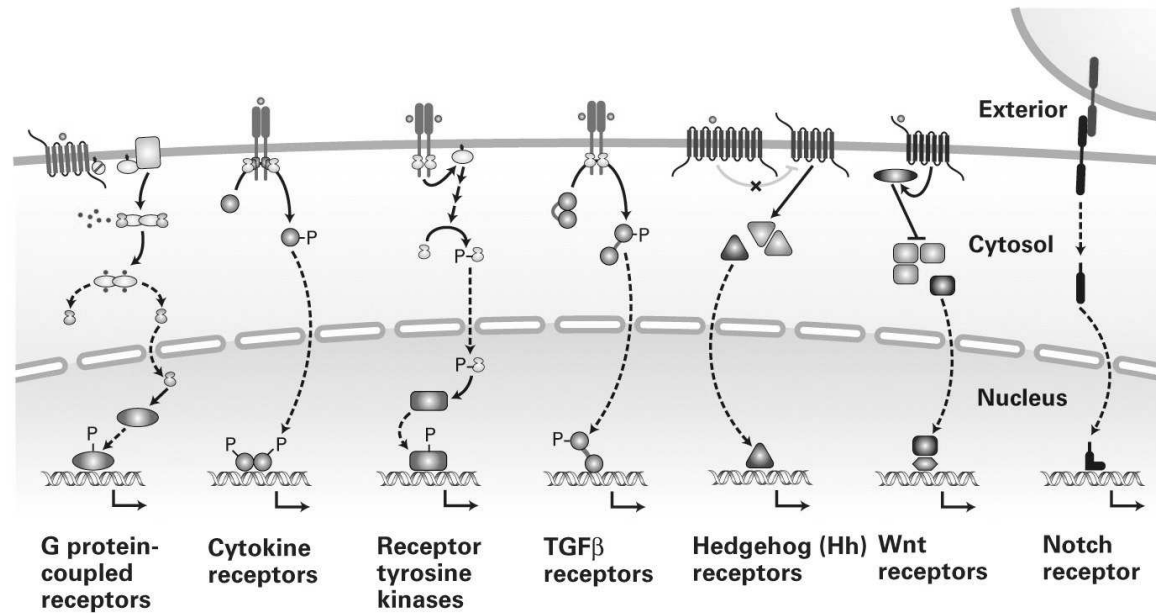 Exterior
Cytosol
P
P
P
P
Nucleus
P
P
P
P
P
G protein-
coupled
receptors
Cytokine
receptors
Receptor
tyrosine
kinases
TGFβ
receptors
Hedgehog (Hh)
receptors
Wnt
receptors
Notch
receptor